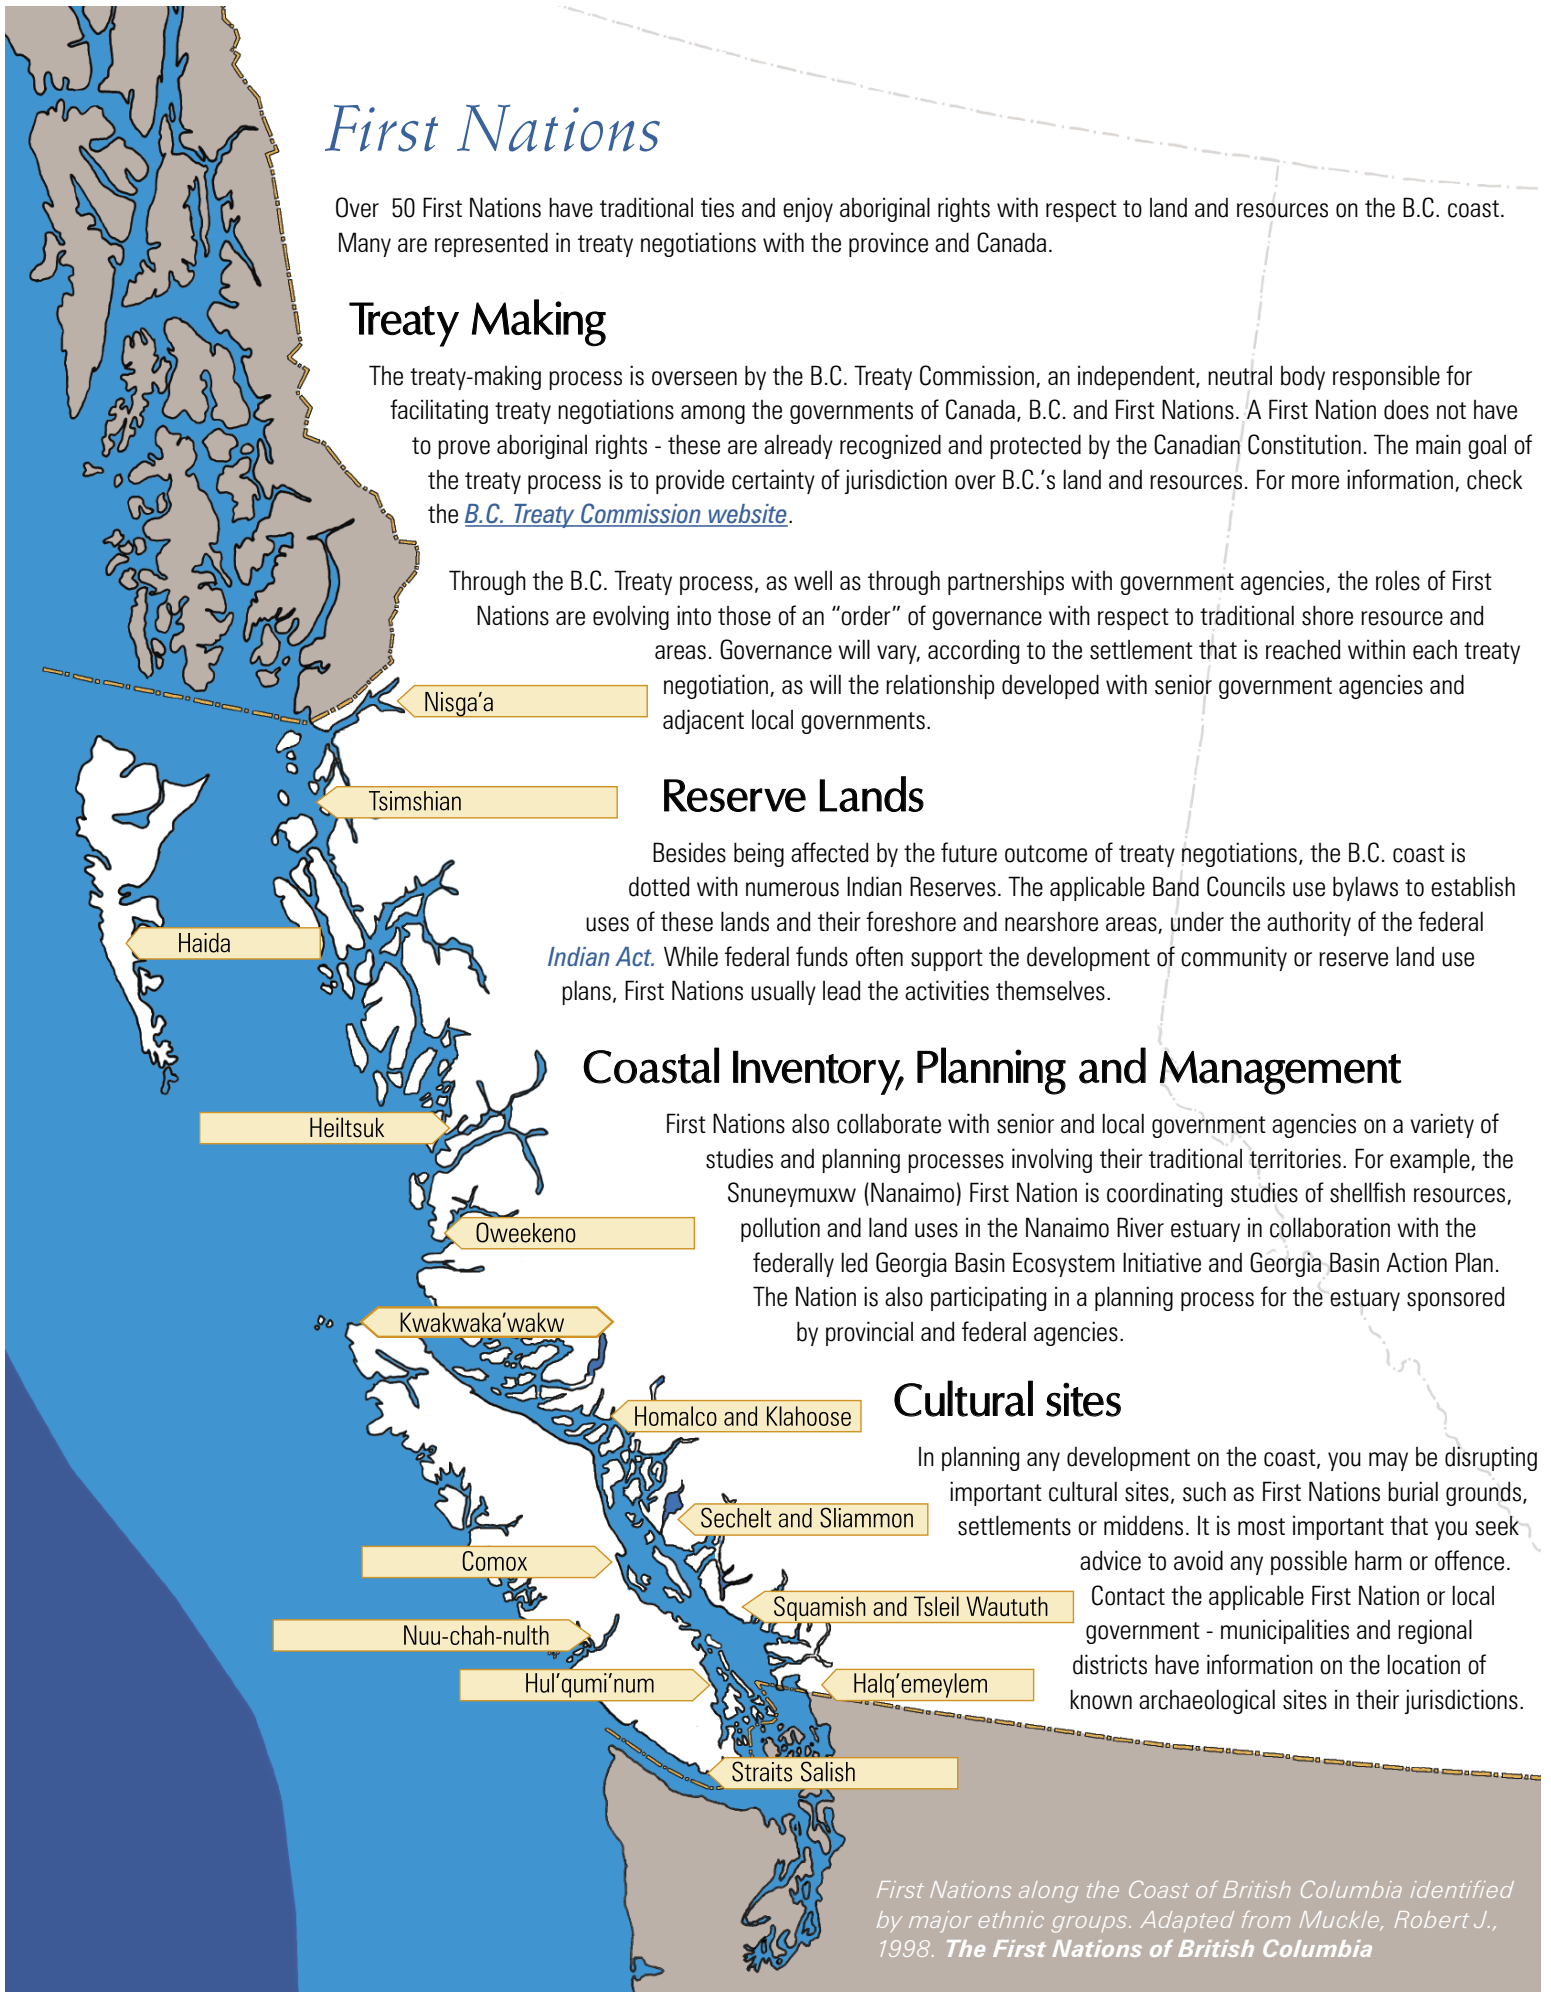 First Nations
Over 50 First Nations have traditional ties and enjoy aboriginal rights with respect to land and resources on the B.C. coast.
Many are represented in treaty negotiations with the province and Canada.
Treaty Making
The treaty-making process is overseen by the B.C. Treaty Commission, an independent, neutral body responsible for
facilitating treaty negotiations among the governments of Canada, B.C. and First Nations. A First Nation does not have
to prove aboriginal rights - these are already recognized and protected by the Canadian Constitution. The main goal of
the treaty process is to provide certainty of jurisdiction over B.C.'s land and resources. For more information, check
the B.C. Treaty Commission website.
Through the B.C. Treaty process, as well as through partnerships with government agencies, the roles of First
Nations are evolving into those of an “order” of governance with respect to traditional shore resource and
areas. Governance will vary, according to the settlement that is reached within each treaty
negotiation, as will the relationship developed with senior government agencies and
adjacent local governments.
Nisga'a
Tsimshian
Reserve Lands
Besides being affected by the future outcome of treaty negotiations, the B.C. coast is
dotted with numerous Indian Reserves. The applicable Band Councils use bylaws to establish
uses of these lands and their foreshore and nearshore areas, under the authority of the federal
Indian Act. While federal funds often support the development of community or reserve land use
plans, First Nations usually lead the activities themselves.
Haida
Coastal Inventory, Planning and Management
First Nations also collaborate with senior and local government agencies on a variety of
studies and planning processes involving their traditional territories. For example, the
Snuneymuxw (Nanaimo) First Nation is coordinating studies of shellfish resources,
pollution and land uses in the Nanaimo River estuary in collaboration with the
federally led Georgia Basin Ecosystem Initiative and Georgia Basin Action Plan.
The Nation is also participating in a planning process for the estuary sponsored
by provincial and federal agencies.
Heiltsuk
Oweekeno
Kwakwaka'wakw
Homalco and Klahoose
Cultural sites
In planning any development on the coast, you may be disrupting
important cultural sites, such as First Nations burial grounds,
settlements or middens. It is most important that you seek
advice to avoid any possible harm or offence.
Contact the applicable First Nation or local
government - municipalities and regional
districts have information on the location of
known archaeological sites in their jurisdictions.
Sechelt and Sliammon
Comox
Squamish and Tsleil Waututh
Nuu-chah-nulth
Hul'qumi'num
Halq'emeylem
Straits Salish
First Nations along the Coast of British Columbia identified
by major ethnic groups. Adapted from Muckle, Robert J.,
1998. The First Nations of British Columbia